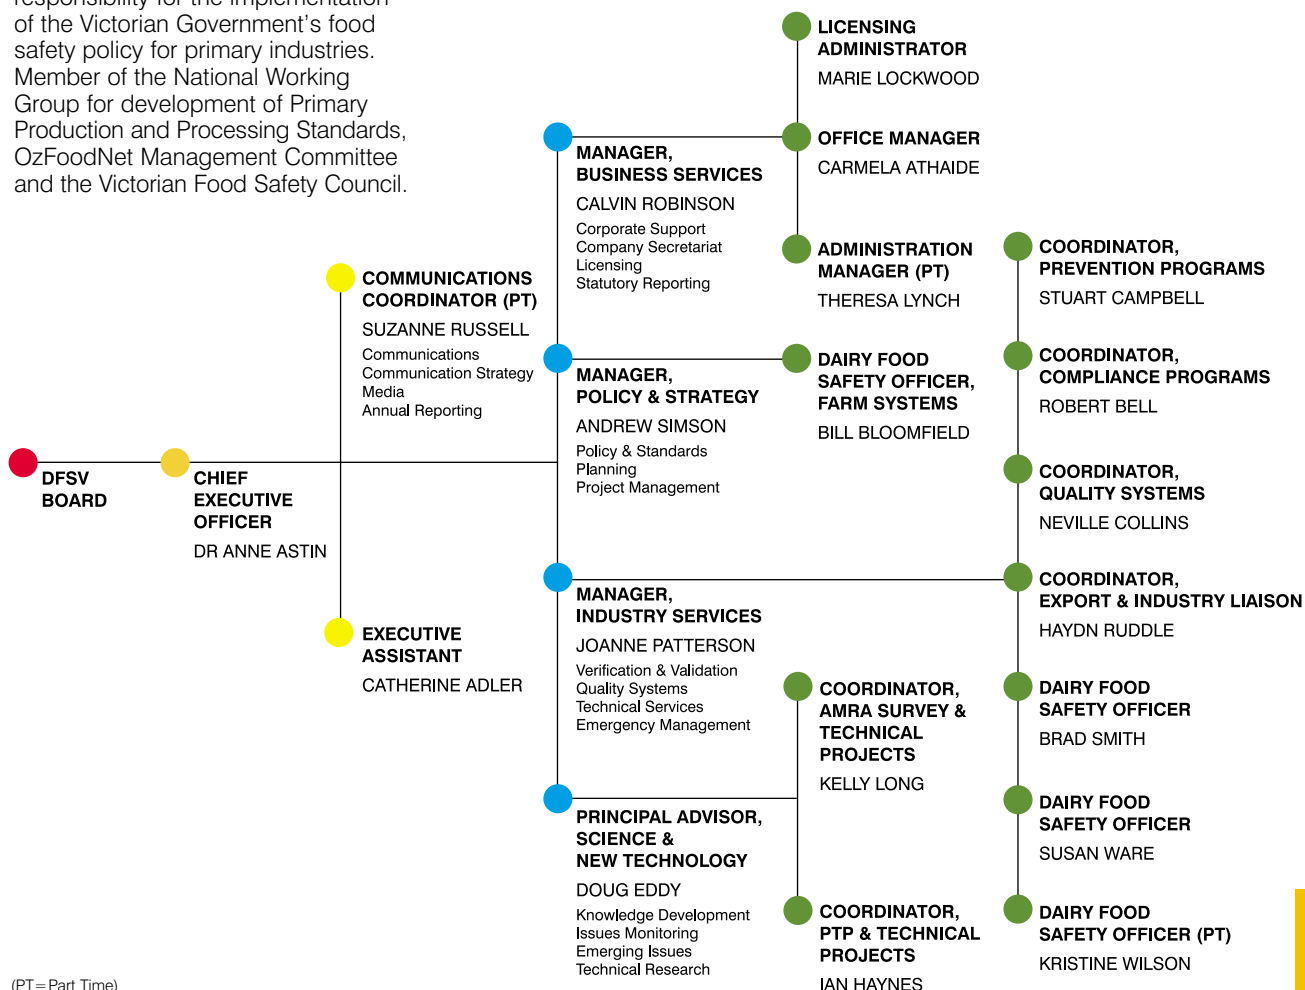 responsibility for the implementation
of the Victorian Government's food
safety policy for primary industries.
Member of the National Working
Group for development of Primary
Production and Processing Standards,
OzFoodNet Management Committee
and the Victorian Food Safety Council.
DFSV
BOARD
CHIEF
EXECUTIVE
OFFICER
DR ANNE ASTIN
COMMUNICATIONS
COORDINATOR (PT)
SUZANNE RUSSELL
Communications
Communication Strategy
Media
Annual Reporting
EXECUTIVE
ASSISTANT
CATHERINE ADLER
MANAGER,
BUSINESS SERVICES
CALVIN ROBINSON
Corporate Support
Company Secretariat
Licensing
Statutory Reporting
MANAGER,
POLICY & STRATEGY
ANDREW SIMSON
Policy & Standards
Planning
Project Management
MANAGER,
INDUSTRY SERVICES
JOANNE PATTERSON
Verification & Validation
Quality Systems
Technical Services
Emergency Management
PRINCIPAL ADVISOR,
SCIENCE &
NEW TECHNOLOGY
DOUG EDDY
Knowledge Development
Issues Monitoring
Emerging Issues
Technical Research
LICENSING
ADMINISTRATOR
MARIE LOCKWOOD
OFFICE MANAGER
CARMELA ATHAIDE
ADMINISTRATION
MANAGER (PT)
THERESA LYNCH
DAIRY FOOD
SAFETY OFFICER,
FARM SYSTEMS
BILL BLOOMFIELD
COORDINATOR,
AMRA SURVEY &
TECHNICAL
PROJECTS
KELLY LONG
COORDINATOR,
PTP & TECHNICAL
PROJECTS
IAN HAYNES
COORDINATOR,
PREVENTION PROGRAMS
STUART CAMPBELL
COORDINATOR,
COMPLIANCE PROGRAMS
ROBERT BELL
COORDINATOR,
QUALITY SYSTEMS
NEVILLE COLLINS
COORDINATOR,
EXPORT & INDUSTRY LIAISON
HAYDN RUDDLE
DAIRY FOOD
SAFETY OFFICER
BRAD SMITH
DAIRY FOOD
SAFETY OFFICER
SUSAN WARE
DAIRY FOOD
SAFETY OFFICER (PT)
KRISTINE WILSON
(PT=Part Time)